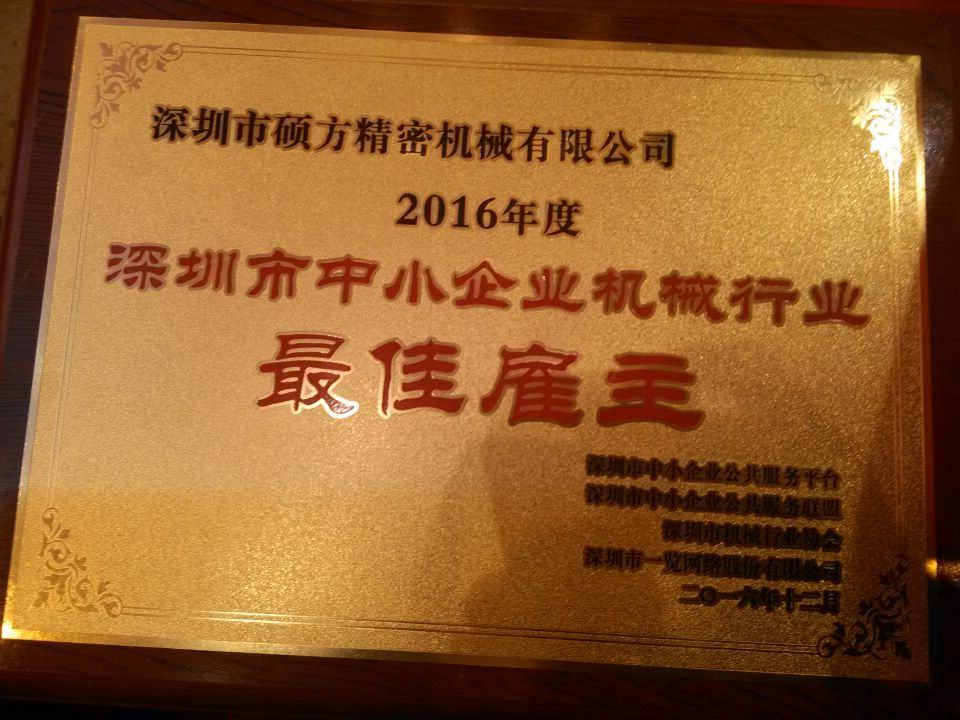 深圳市硕方精密机械有限公司
2016年度
深圳市中小企业机械行业
最佳雇主
深圳市中小企业公共服务平台
深圳市中小企业公共服务联盟
深圳市机械行业协会
深圳市一览网络股份有限公司
二〇一六年十二月